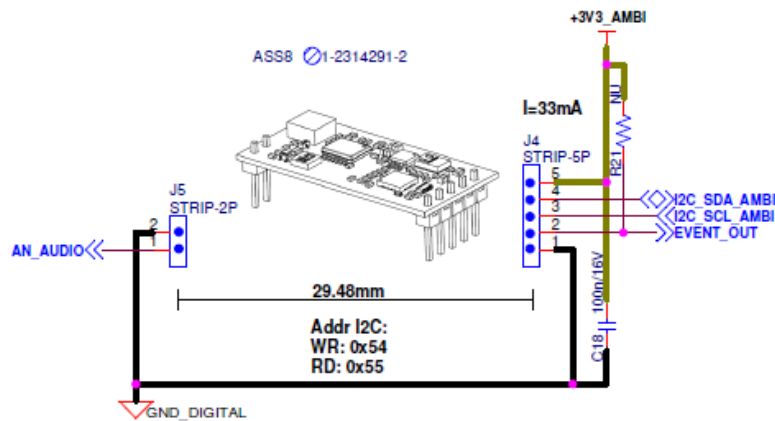 +3V3_AMBI
ASS8 1-2314291-2
NU
I=33mA
J4
STRIP-5P
R21
J5
STRIP-2P
5
4
3
2
1
I2C_SDA_AMBI
I2C_SCL_AMBI
EVENT_OUT
2
1
AN_AUDIO
100n/16V
C18
29.48mm
Addr I2C:
WR: 0x54
RD: 0x55
GND_DIGITAL